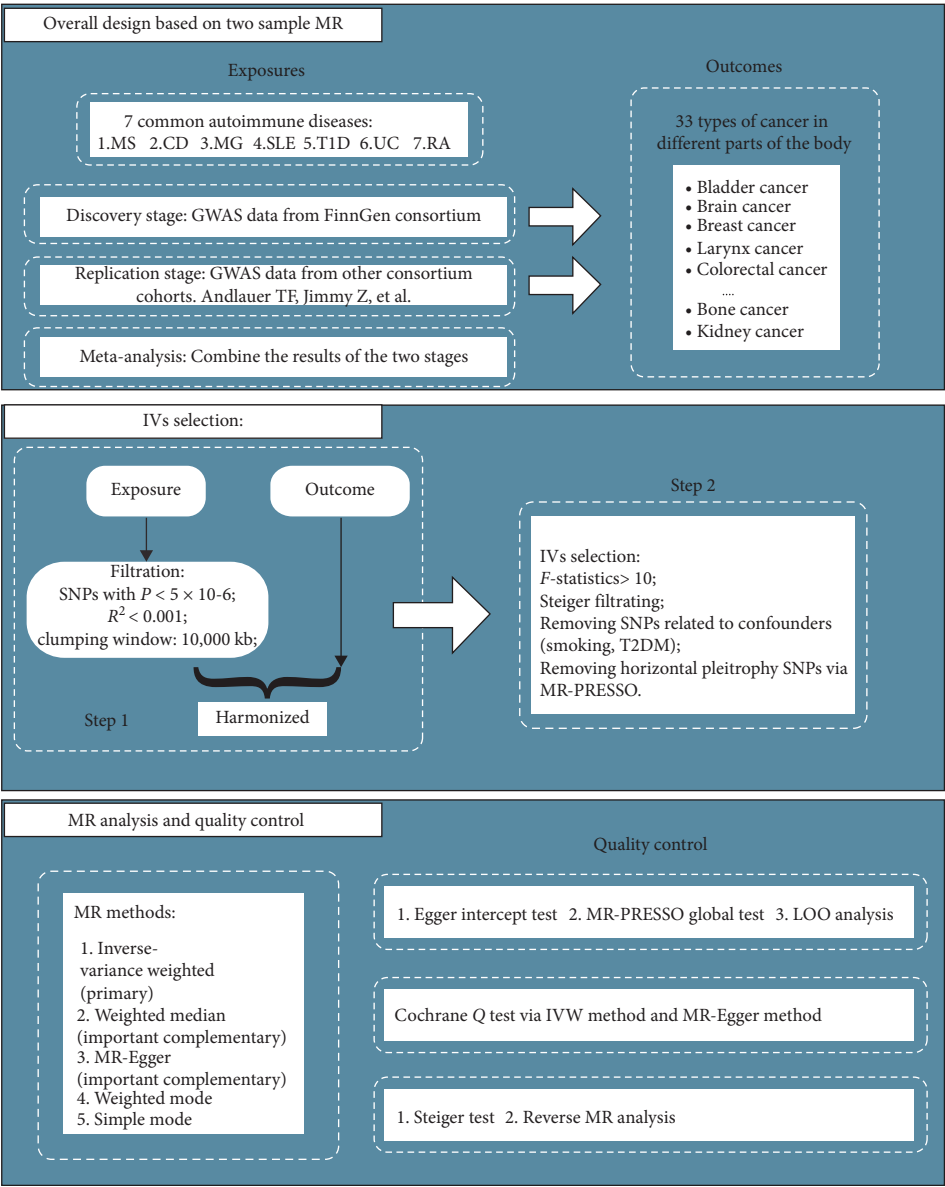 Overall design based on two sample MR
Exposures
7 common autoimmune diseases:
1.MS 2.CD 3.MG 4.SLE 5.T1D 6.UC 7.RA
Discovery stage: GWAS data from FinnGen consortium
Replication stage: GWAS data from other consortium
cohorts. Andlauer TF, Jimmy Z, et al.
Meta-analysis: Combine the results of the two stages
Outcomes
33 types of cancer in
different parts of the body
• Bladder cancer
• Brain cancer
• Breast cancer
• Larynx cancer
• Colorectal cancer
....
• Bone cancer
• Kidney cancer
IVs selection:
Exposure
Outcome
Filtration:
SNPs with P < 5 × 10-6;
R² < 0.001;
clumping window: 10,000 kb;
Step 1
Harmonized
Step 2
IVs selection:
F-statistics> 10;
Steiger filtrating;
Removing SNPs related to confounders
(smoking, T2DM);
Removing horizontal pleitrophy SNPs via
MR-PRESSO.
MR analysis and quality control
MR methods:
1. Inverse-
variance weighted
(primary)
2. Weighted median
(important complementary)
3. MR-Egger
(important complementary)
4. Weighted mode
5. Simple mode
Quality control
1. Egger intercept test 2. MR-PRESSO global test 3. LOO analysis
Cochrane Q test via IVW method and MR-Egger method
1. Steiger test 2. Reverse MR analysis